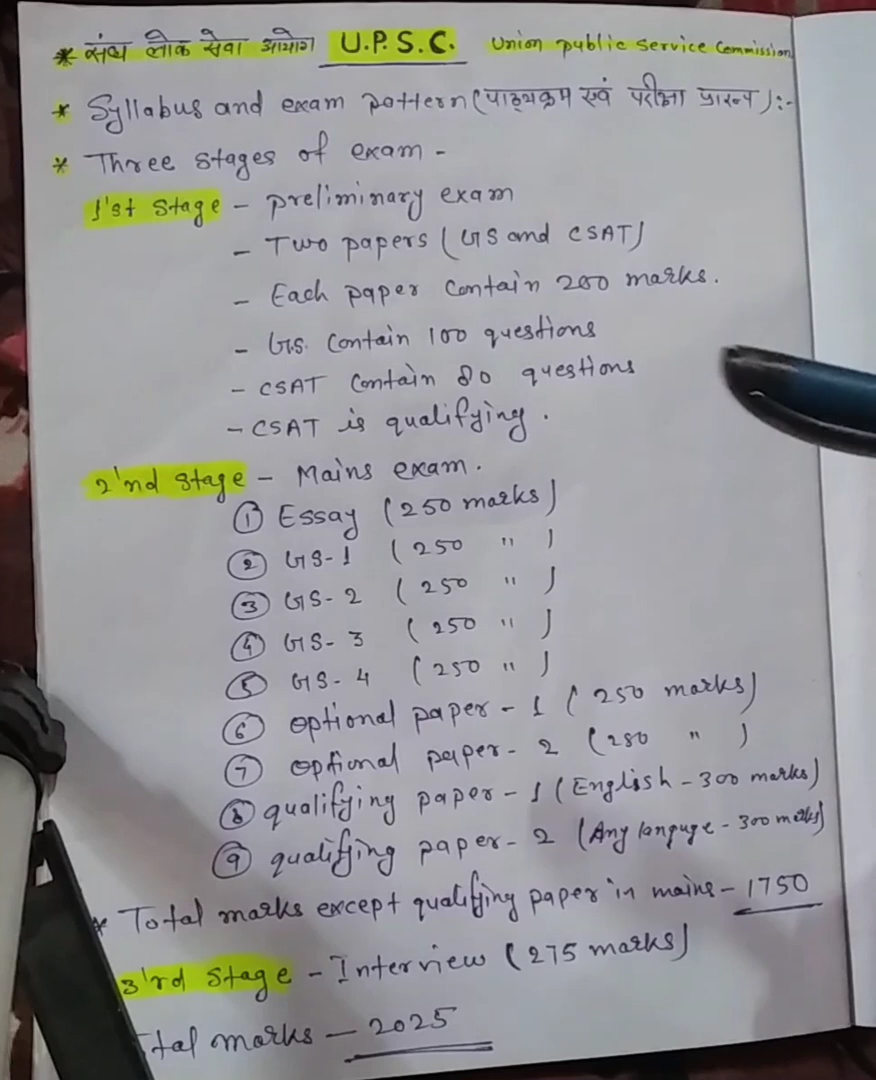 * संघ लोक सेवा आयोग U.P.S.C. Union public service Commission
* Syllabus and exam pattern (पाठ्यक्रम एवं परीक्षा प्रारूप) :-
* Three stages of exam -
1'st stage - preliminary exam
- Two papers (GS and CSAT)
- Each paper contain 200 marks.
- G.S. contain 100 questions
- CSAT contain 80 questions
- CSAT is qualifying.
2'nd stage - Mains exam.
① Essay (250 marks)
② GS-1 (250 ")
③ GS-2 (250 ")
④ GS-3 (250 ")
⑤ GS-4 (250 ")
⑥ optional paper - 1 (250 marks)
⑦ optional paper - 2 (250 ")
⑧ qualifying paper - 1 (English - 300 marks)
⑨ qualifying paper - 2 (Any languge - 300 marks)
* Total marks except qualifying paper in mains - 1750
3'rd stage - Interview (275 marks)
tal marks - 2025